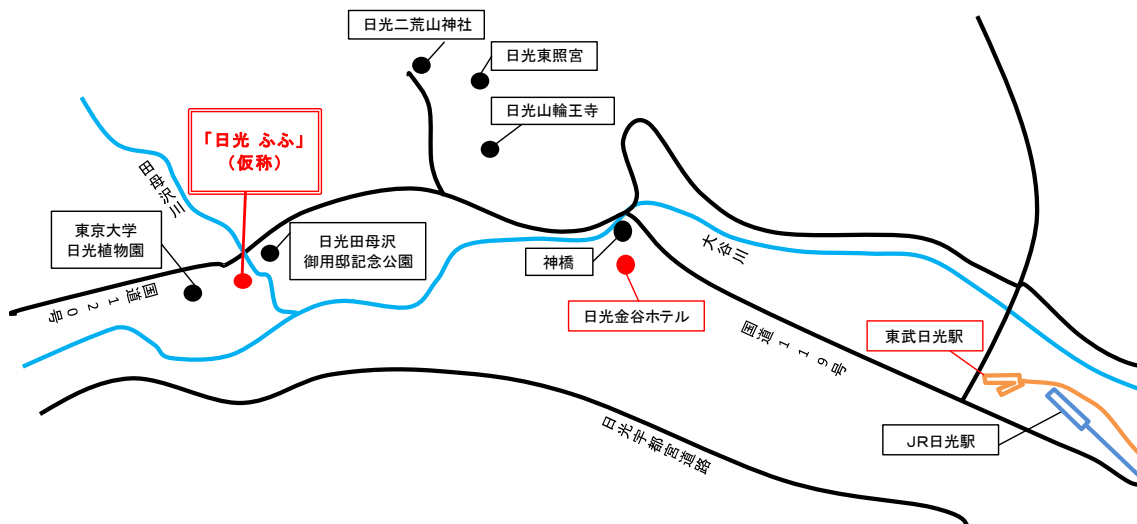 日光二荒山神社
日光東照宮
日光山輪王寺
「日光 ふふ」
(仮称)
田母沢川
東京大学
日光植物園
日光田母沢
御用邸記念公園
神橋
大谷川
日光金谷ホテル
国道120号
国道119号
東武日光駅
JR日光駅
日光宇都宮道路